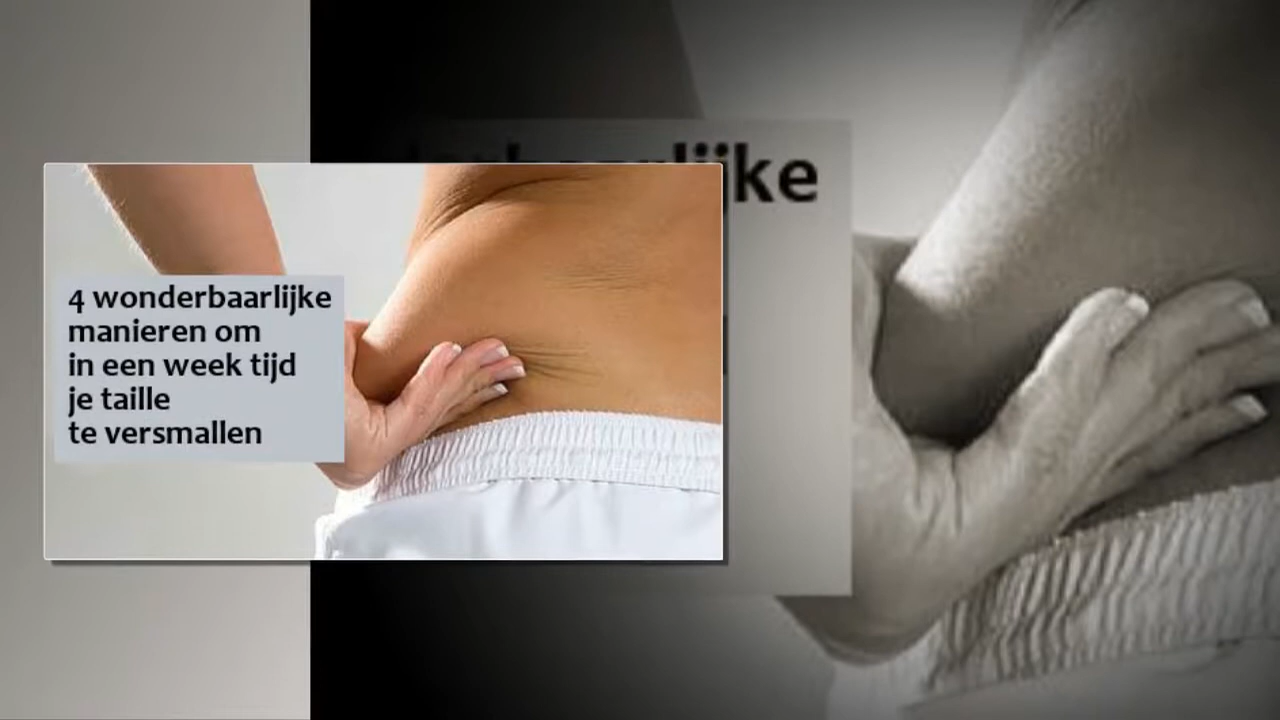 4 wonderbaarlijke
manieren om
in een week tijd
je taille
te versmallen